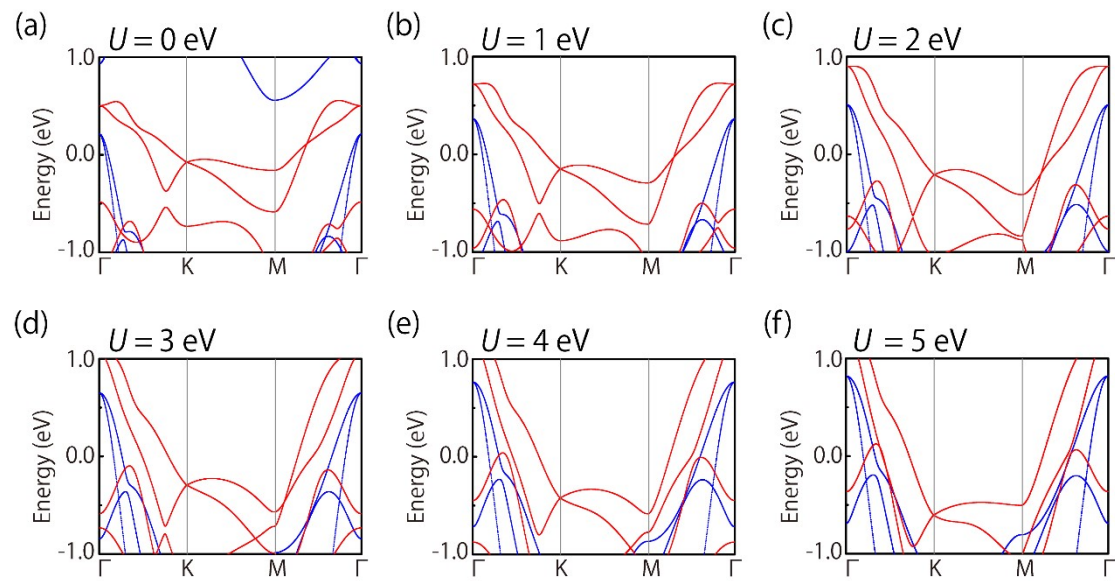 (a) U = 0 eV
(b) U = 1 eV
(c) U = 2 eV
Energy (eV)
1.0
0.0
-1.0
Γ K M Γ
Energy (eV)
1.0
0.0
-1.0
Γ K M Γ
Energy (eV)
1.0
0.0
-1.0
Γ K M Γ
(d) U = 3 eV
(e) U = 4 eV
(f) U = 5 eV
Energy (eV)
1.0
0.0
-1.0
Γ K M Γ
Energy (eV)
1.0
0.0
-1.0
Γ K M Γ
Energy (eV)
1.0
0.0
-1.0
Γ K M Γ